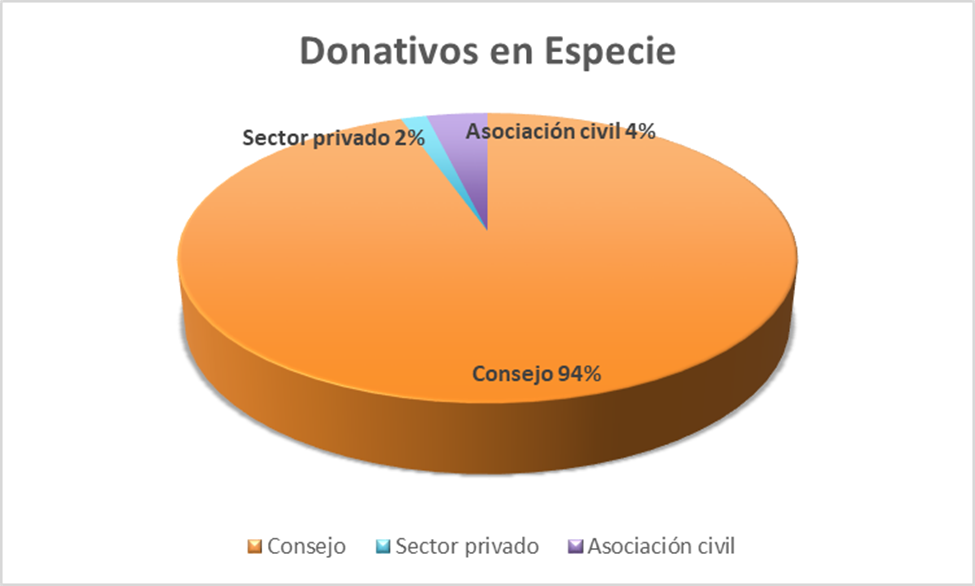 Donativos en Especie
Sector privado 2%
Asociación civil 4%
Consejo 94%
Consejo
Sector privado
Asociación civil